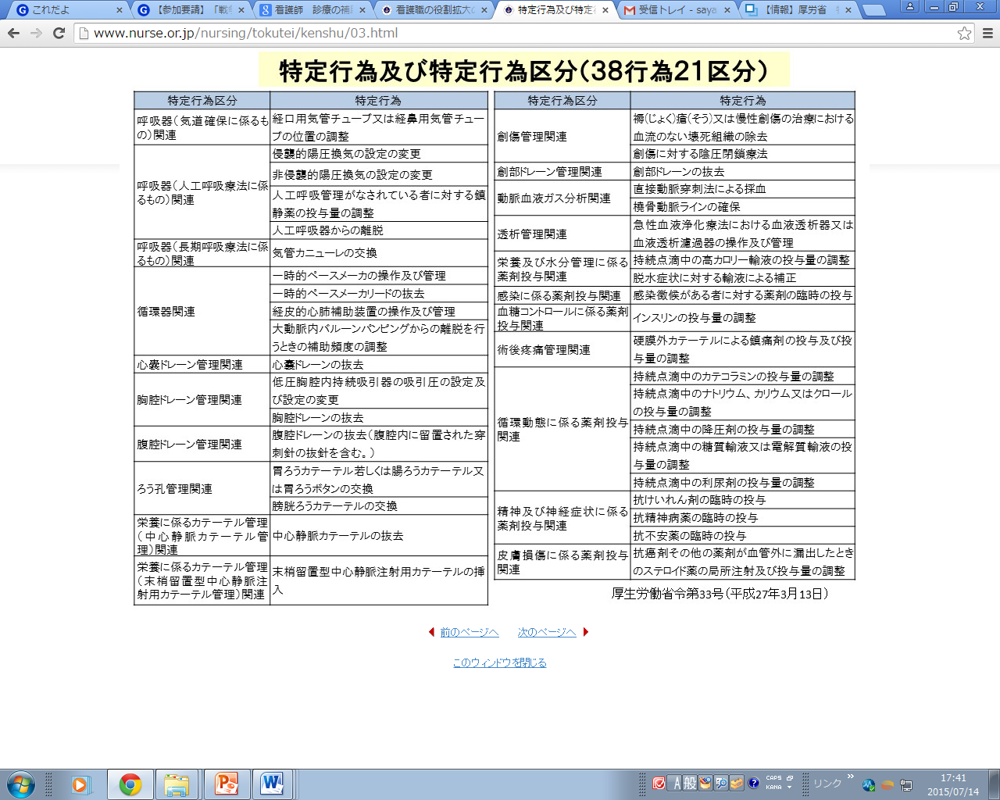 これだよ
【参加要請】「戦
看護師　診療の補
看護職の役割拡大の
特定行為及び特定
受信トレイ - saya
【情報】厚労省
www.nurse.or.jp/nursing/tokutei/kenshu/03.html
特定行為及び特定行為区分（38行為21区分）
特定行為区分
特定行為
呼吸器（気道確保に係るもの）関連
経口用気管チューブ又は経鼻用気管チューブの位置の調整
呼吸器（人工呼吸療法に係るもの）関連
侵襲的陽圧換気の設定の変更
非侵襲的陽圧換気の設定の変更
人工呼吸管理がなされている者に対する鎮静薬の投与量の調整
人工呼吸器からの離脱
呼吸器（長期呼吸療法に係るもの）関連
気管カニューレの交換
循環器関連
一時的ペースメーカの操作及び管理
一時的ペースメーカリードの抜去
経皮的心肺補助装置の操作及び管理
大動脈内バルーンパンピングからの離脱を行うときの補助頻度の調整
心嚢ドレーン管理関連
心嚢ドレーンの抜去
胸腔ドレーン管理関連
低圧胸腔内持続吸引器の吸引圧の設定及び設定の変更
胸腔ドレーンの抜去
腹腔ドレーン管理関連
腹腔ドレーンの抜去（腹腔内に留置された穿刺針の抜針を含む。）
ろう孔管理関連
胃ろうカテーテル若しくは腸ろうカテーテル又は胃ろうボタンの交換
膀胱ろうカテーテルの交換
栄養に係るカテーテル管理（中心静脈カテーテル管理）関連
中心静脈カテーテルの抜去
栄養に係るカテーテル管理（末梢留置型中心静脈注射用カテーテル管理）関連
末梢留置型中心静脈注射用カテーテルの挿入
特定行為区分
特定行為
創傷管理関連
褥（じょく）瘡（そう）又は慢性創傷の治療における血流のない壊死組織の除去
創傷に対する陰圧閉鎖療法
創部ドレーン管理関連
創部ドレーンの抜去
動脈血液ガス分析関連
直接動脈穿刺法による採血
橈骨動脈ラインの確保
透析管理関連
急性血液浄化療法における血液透析器又は血液透析濾過器の操作及び管理
栄養及び水分管理に係る薬剤投与関連
持続点滴中の高カロリー輸液の投与量の調整
脱水症状に対する輸液による補正
感染に係る薬剤投与関連
感染徴候がある者に対する薬剤の臨時の投与
血糖コントロールに係る薬剤投与関連
インスリンの投与量の調整
術後疼痛管理関連
硬膜外カテーテルによる鎮痛剤の投与及び投与量の調整
循環動態に係る薬剤投与関連
持続点滴中のカテコラミンの投与量の調整
持続点滴中のナトリウム、カリウム又はクロールの投与量の調整
持続点滴中の降圧剤の投与量の調整
持続点滴中の糖質輸液又は電解質輸液の投与量の調整
持続点滴中の利尿剤の投与量の調整
精神及び神経症状に係る薬剤投与関連
抗けいれん剤の臨時の投与
抗精神病薬の臨時の投与
抗不安薬の臨時の投与
皮膚損傷に係る薬剤投与関連
抗癌剤その他の薬剤が血管外に漏出したときのステロイド薬の局所注射及び投与量の調整
厚生労働省令第33号（平成27年3月13日）
前のページへ
次のページへ
このウィンドウを閉じる
A 般
CAPS
KANA
リンク
17:41
2015/07/14